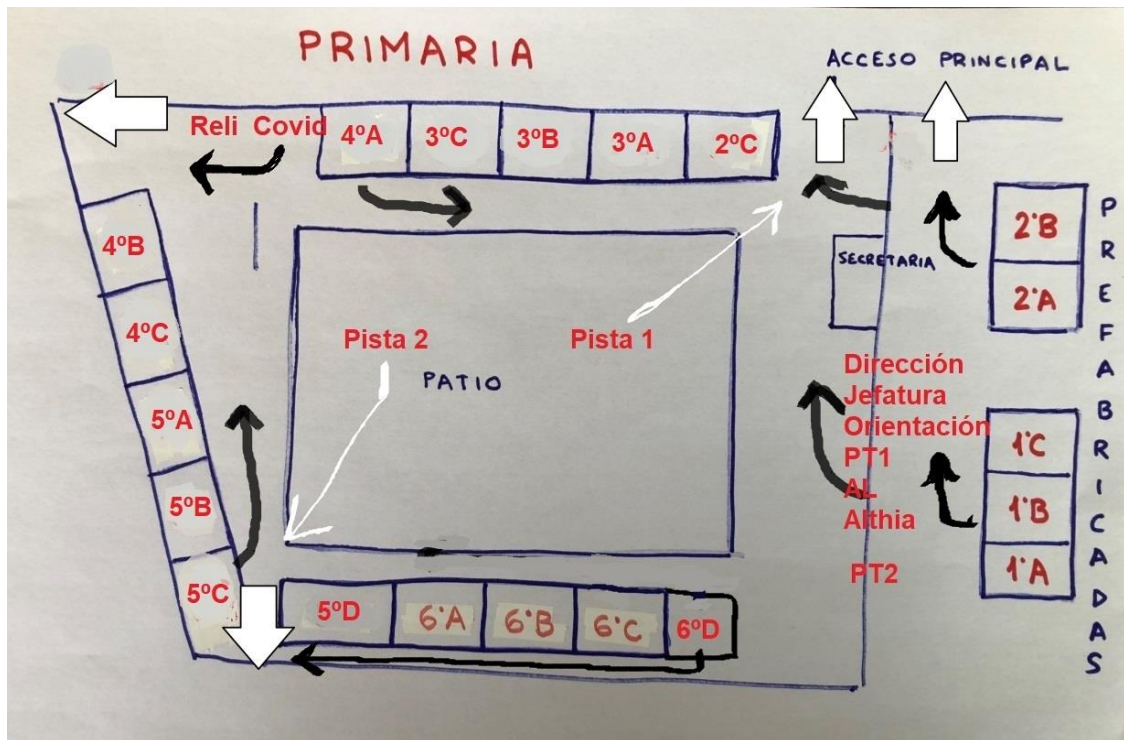 PRIMARIA
ACCESO PRINCIPAL
Reli Covid
4ºA 3ºC 3ºB 3ºA 2ºC
4ºB
4ºC
5ºA
5ºB
5ºC
Pista 2
Pista 1
PATIO
SECRETARIA
Dirección
Jefatura
Orientación
PT1
AL
Althia
PT2
2ºB
2ºA
1ºC
1ºB
1ºA
PREFABRICADAS
5ºD 6ºA 6ºB 6ºC 6ºD